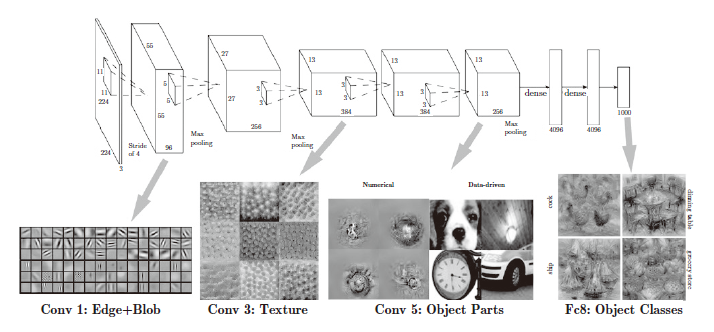 55
27
13
13
13
11
11
5
5
3
3
3
3
3
3
224
27
13
13
13
dense
dense
55
384
384
256
1000
256
Max
pooling
4096
4096
224
Stride
of 4
96
Max
pooling
Max
pooling
3
Numerical
Data-driven
cock
dinning table
ship
grocery store
Conv 1: Edge+Blob
Conv 3: Texture
Conv 5: Object Parts
Fc8: Object Classes